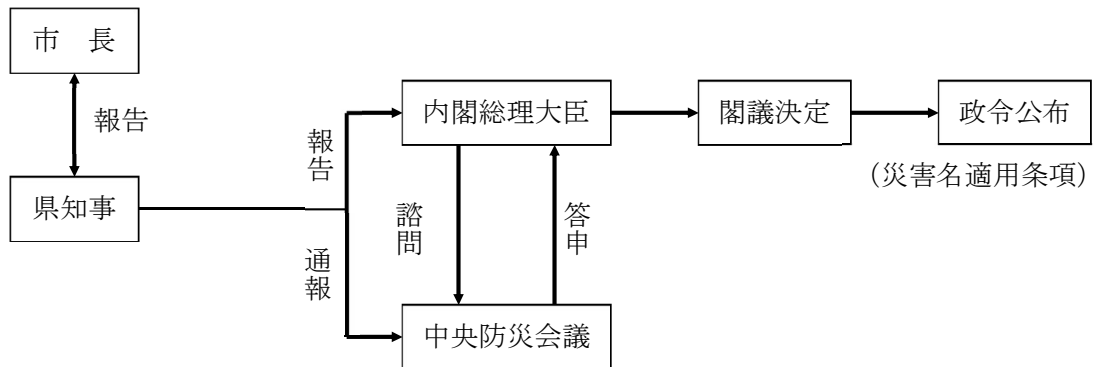 市　長
報告
県知事
報告
通報
内閣総理大臣
諮問
答申
中央防災会議
閣議決定
政令公布
(災害名適用条項)